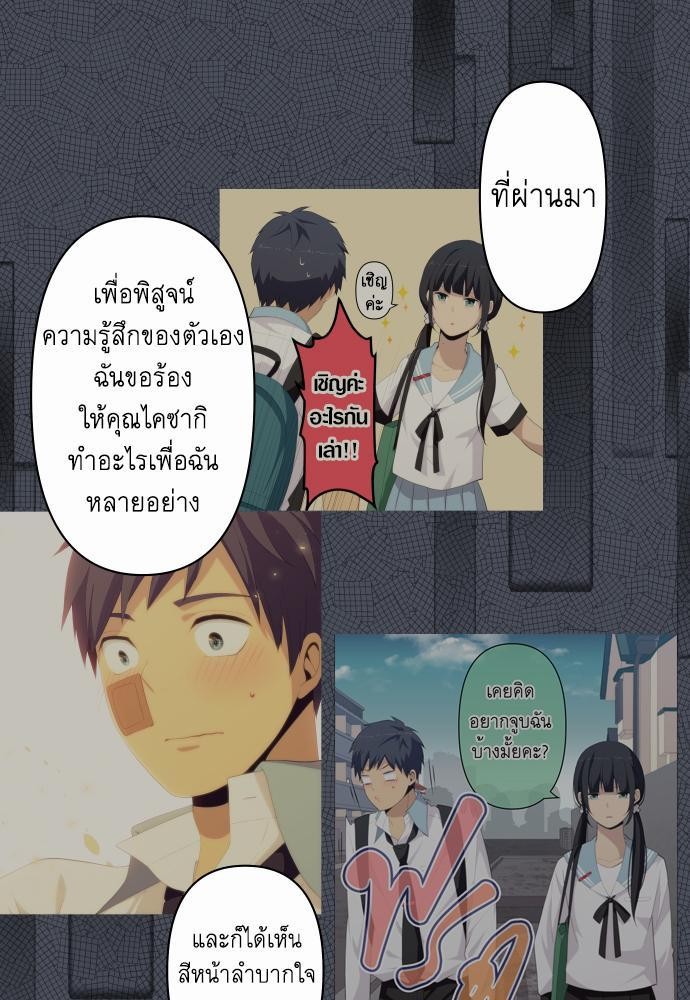 ที่ผ่านมา
เชิญ
ค่ะ
เชิญค่ะ
อะไรกัน
เล่า!!
เพื่อพิสูจน์
ความรู้สึกของตัวเอง
ฉันขอร้อง
ให้คุณไคซากิ
ทำอะไรเพื่อฉัน
หลายอย่าง
เคยคิด
อยากจูบฉัน
บ้างมั้ยคะ?
และก็ได้เห็น
สีหน้าลำบากใจ